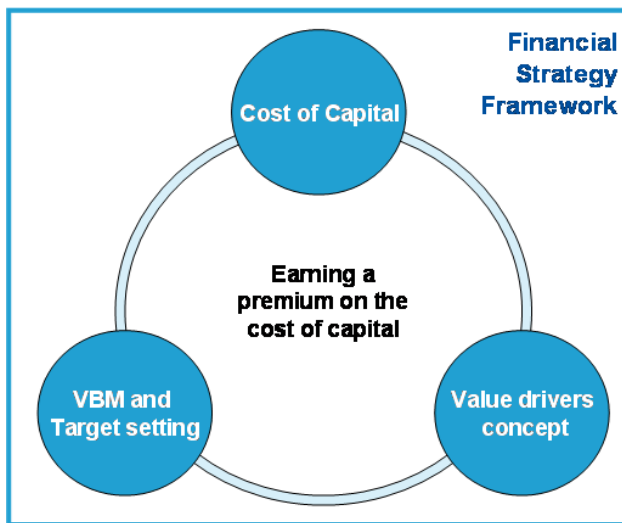 Financial
Strategy
Framework
Cost of Capital
Earning a
premium on the
cost of capital
VBM and
Target setting
Value drivers
concept